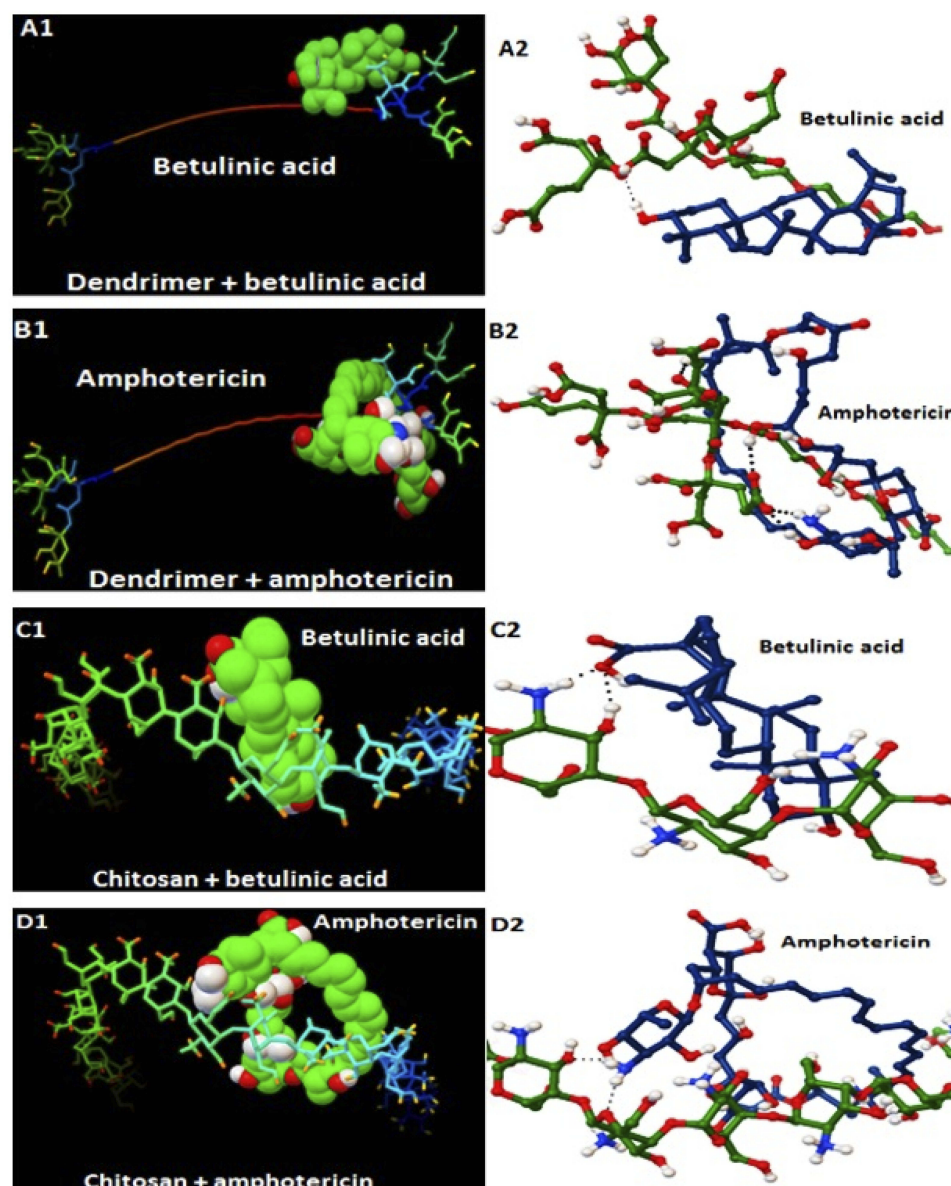 A1
Betulinic acid
Dendrimer + betulinic acid
A2
Betulinic acid
B1
Amphotericin
Dendrimer + amphotericin
B2
Amphotericin
C1
Betulinic acid
Chitosan + betulinic acid
C2
Betulinic acid
D1
Amphotericin
Chitosan + amphotericin
D2
Amphotericin